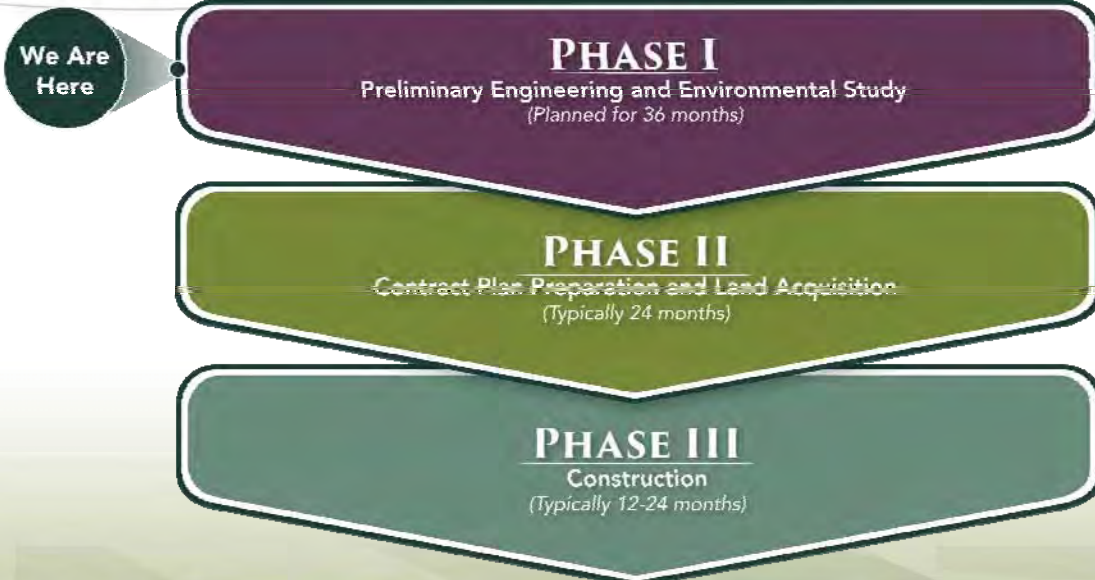 We Are
Here
PHASE I
Preliminary Engineering and Environmental Study
(Planned for 36 months)
PHASE II
Contract Plan Preparation and Land Acquisition
(Typically 24 months)
PHASE III
Construction
(Typically 12-24 months)